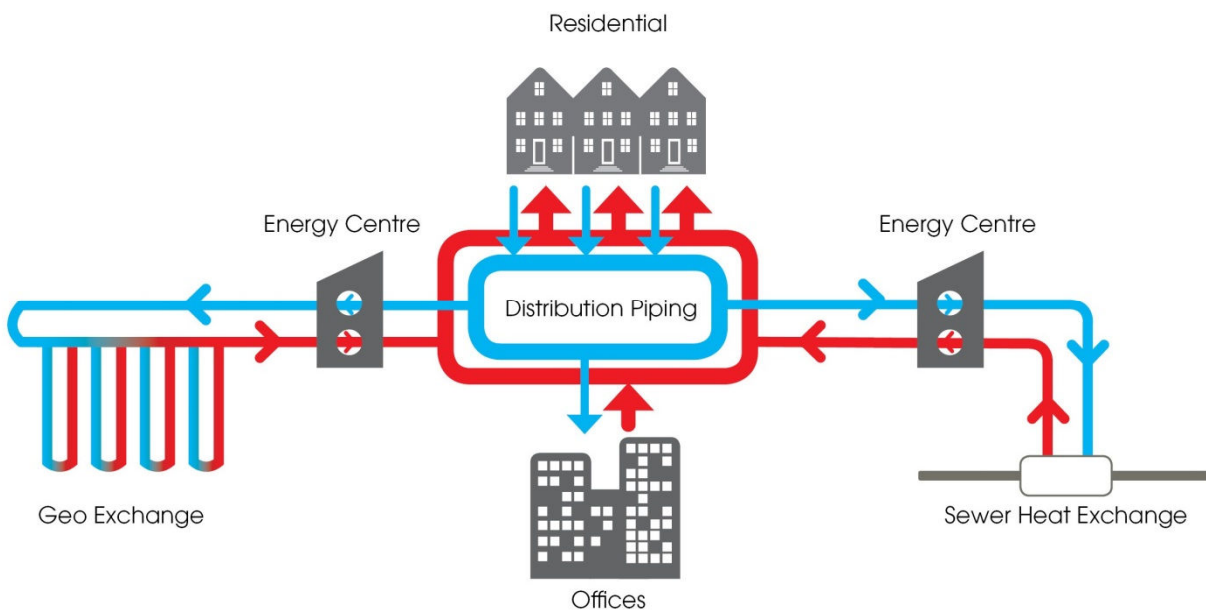 Residential
Energy Centre
Energy Centre
Distribution Piping
Geo Exchange
Sewer Heat Exchange
Offices